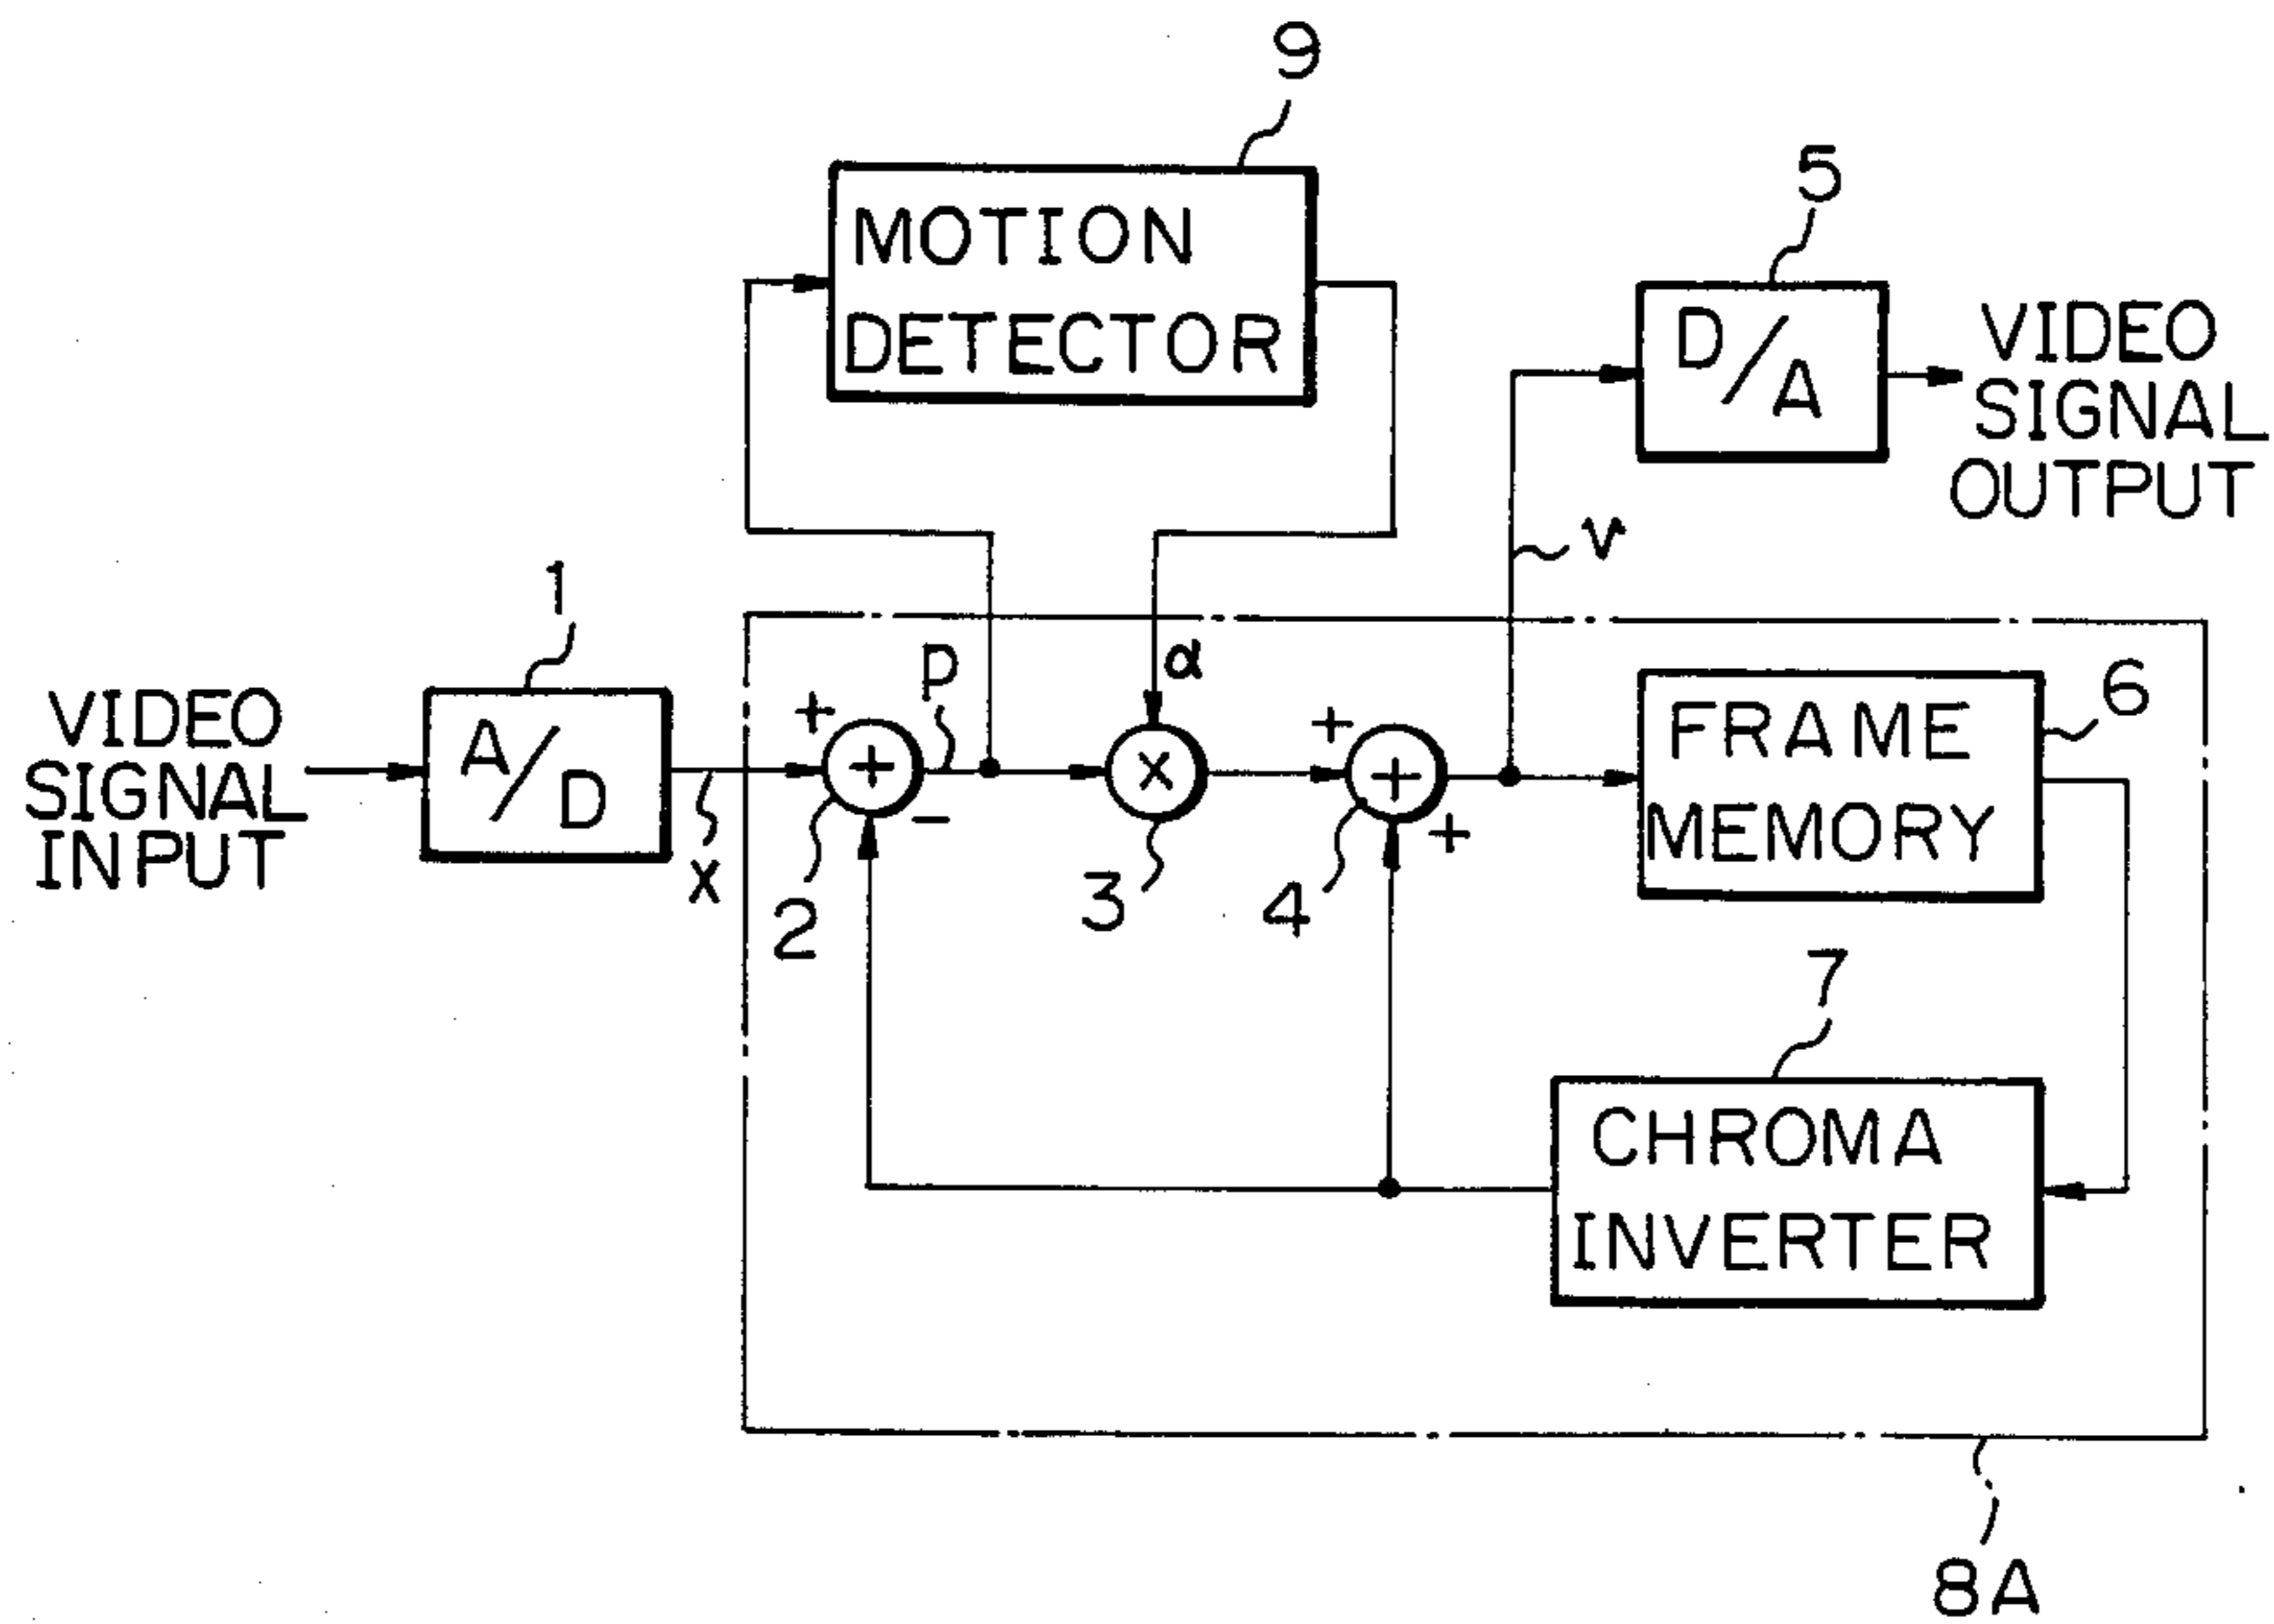 9
MOTION
DETECTOR
5
D/A
VIDEO
SIGNAL
OUTPUT
v
1
VIDEO
SIGNAL
INPUT
A/D
x
+
+
-
2
p
α
×
3
+
+
+
4
FRAME
MEMORY
6
7
CHROMA
INVERTER
8A